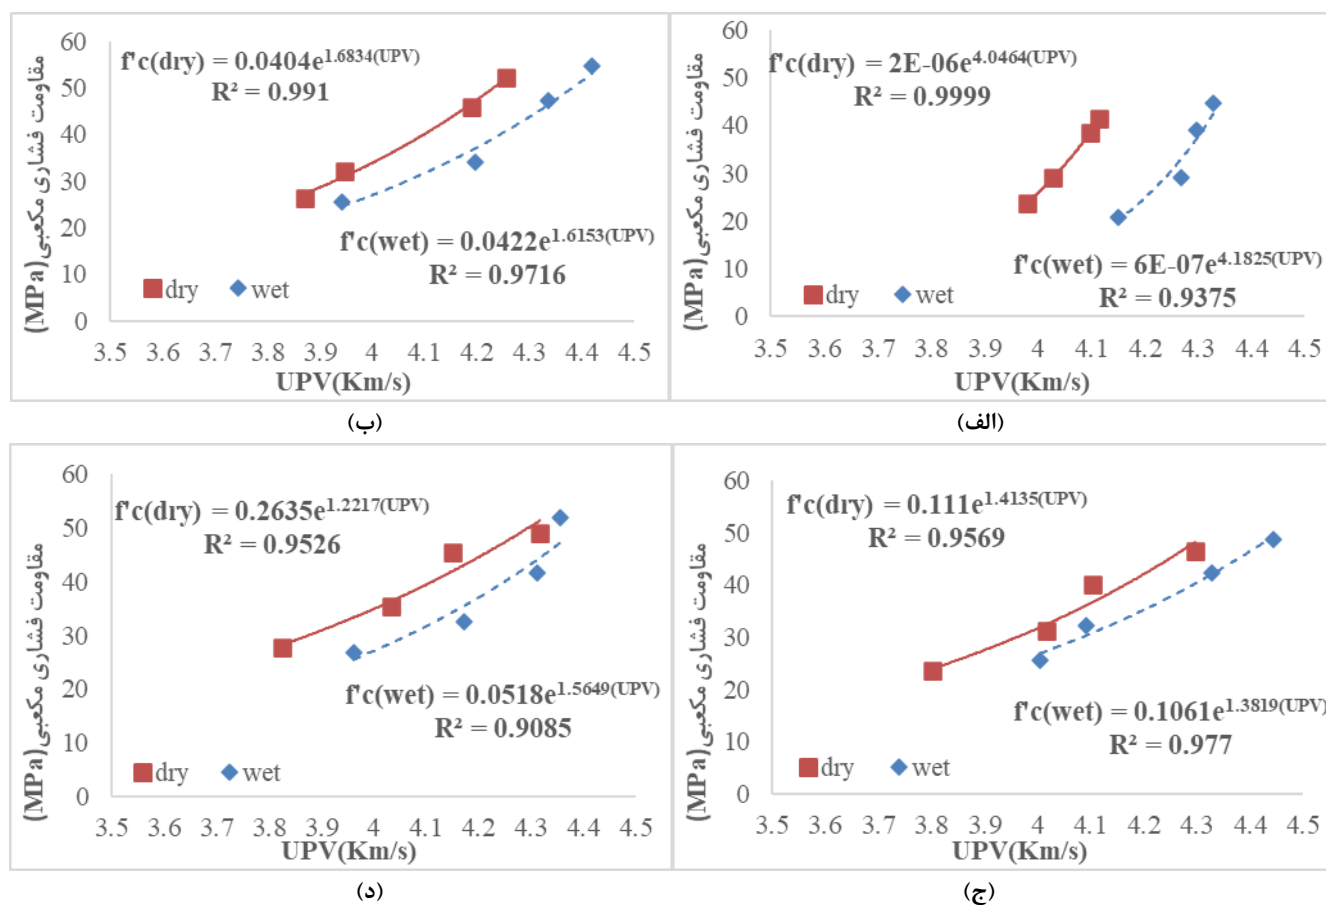 مقاومت فشاری مکعبی(MPa)
60
50
40
30
20
10
0
f'c(dry) = 2E-06e^4.0464(UPV)
R² = 0.9999
f'c(wet) = 6E-07e^4.1825(UPV)
R² = 0.9375
dry wet
3.5 3.6 3.7 3.8 3.9 4 4.1 4.2 4.3 4.4 4.5
UPV(Km/s)
(الف)
مقاومت فشاری مکعبی(MPa)
60
50
40
30
20
10
0
f'c(dry) = 0.0404e^1.6834(UPV)
R² = 0.991
f'c(wet) = 0.0422e^1.6153(UPV)
R² = 0.9716
dry wet
3.5 3.6 3.7 3.8 3.9 4 4.1 4.2 4.3 4.4 4.5
UPV(Km/s)
(ب)
مقاومت فشاری مکعبی(MPa)
60
50
40
30
20
10
0
f'c(dry) = 0.111e^1.4135(UPV)
R² = 0.9569
f'c(wet) = 0.1061e^1.3819(UPV)
R² = 0.977
dry wet
3.5 3.6 3.7 3.8 3.9 4 4.1 4.2 4.3 4.4 4.5
UPV(Km/s)
(ج)
مقاومت فشاری مکعبی(MPa)
60
50
40
30
20
10
0
f'c(dry) = 0.2635e^1.2217(UPV)
R² = 0.9526
f'c(wet) = 0.0518e^1.5649(UPV)
R² = 0.9085
dry wet
3.5 3.6 3.7 3.8 3.9 4 4.1 4.2 4.3 4.4 4.5
UPV(Km/s)
(د)